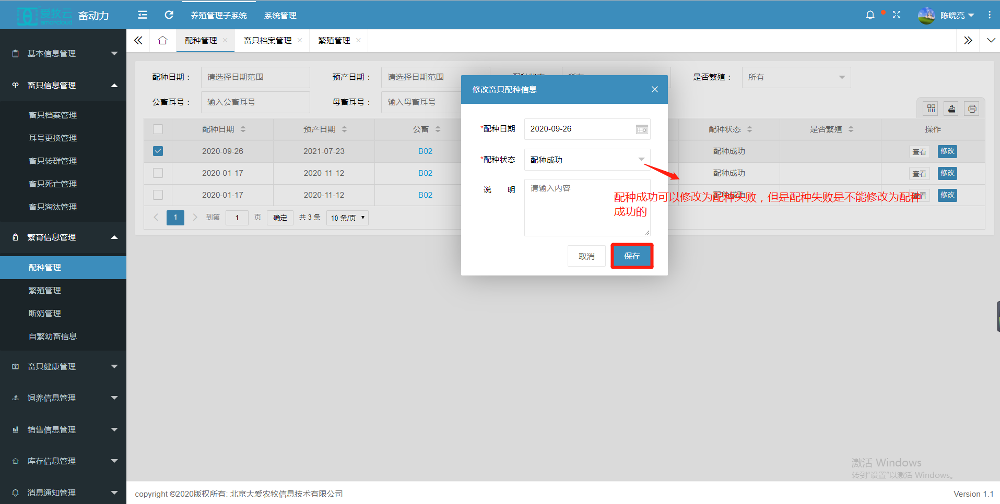 爱牧云
amorcloud
畜动力
养殖管理子系统
系统管理
陈晓亮
配种管理
畜只档案管理
繁殖管理
基本信息管理
畜只信息管理
畜只档案管理
耳号更换管理
畜只转群管理
畜只死亡管理
畜只淘汰管理
繁育信息管理
配种管理
繁殖管理
断奶管理
自繁幼畜信息
畜只健康管理
饲养信息管理
销售信息管理
库存信息管理
消息通知管理
配种日期： 请选择日期范围
预产日期： 请选择日期范围
是否繁殖： 所有
公畜耳号： 输入公畜耳号
母畜耳号： 输入母畜耳号
配种日期 预产日期 公畜 配种状态 是否繁殖 操作
2020-09-26 2021-07-23 B02 配种成功 查看 修改
2020-01-17 2020-11-12 B02 配种成功 查看 修改
2020-01-17 2020-11-12 B02 修改
1 到第 1 页 确定 共 3 条 10 条/页
修改畜只配种信息
*配种日期 2020-09-26
*配种状态 配种成功
说 明 请输入内容
取消 保存
配种成功可以修改为配种失败，但是配种失败是不能修改为配种
成功的
激活 Windows
转到“设置”以激活 Windows。
copyright ©2020版权所有: 北京大爱农牧信息技术有限公司
Version 1.1